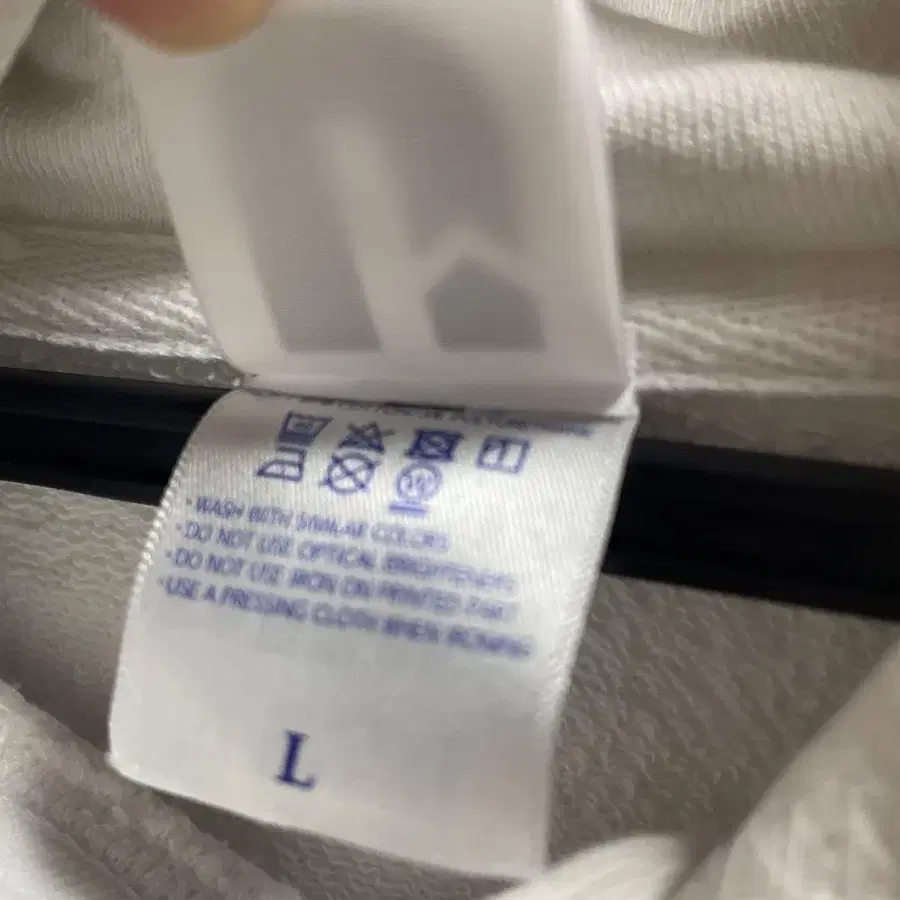 · WASH WITH SIMILAR COLORS
· DO NOT USE OPTICAL BRIGHTENERS
· DO NOT USE IRON ON PRINTED PART
· USE A PRESSING CLOTH WHEN IRONING
L